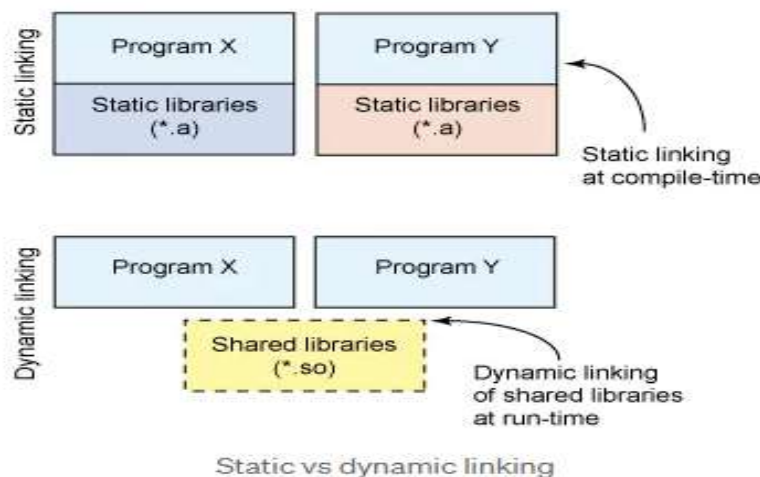 Static linking
Program X
Static libraries
(*.a)
Program Y
Static libraries
(*.a)
Static linking
at compile-time
Dynamic linking
Program X
Program Y
Shared libraries
(*.so)
Dynamic linking
of shared libraries
at run-time
Static vs dynamic linking